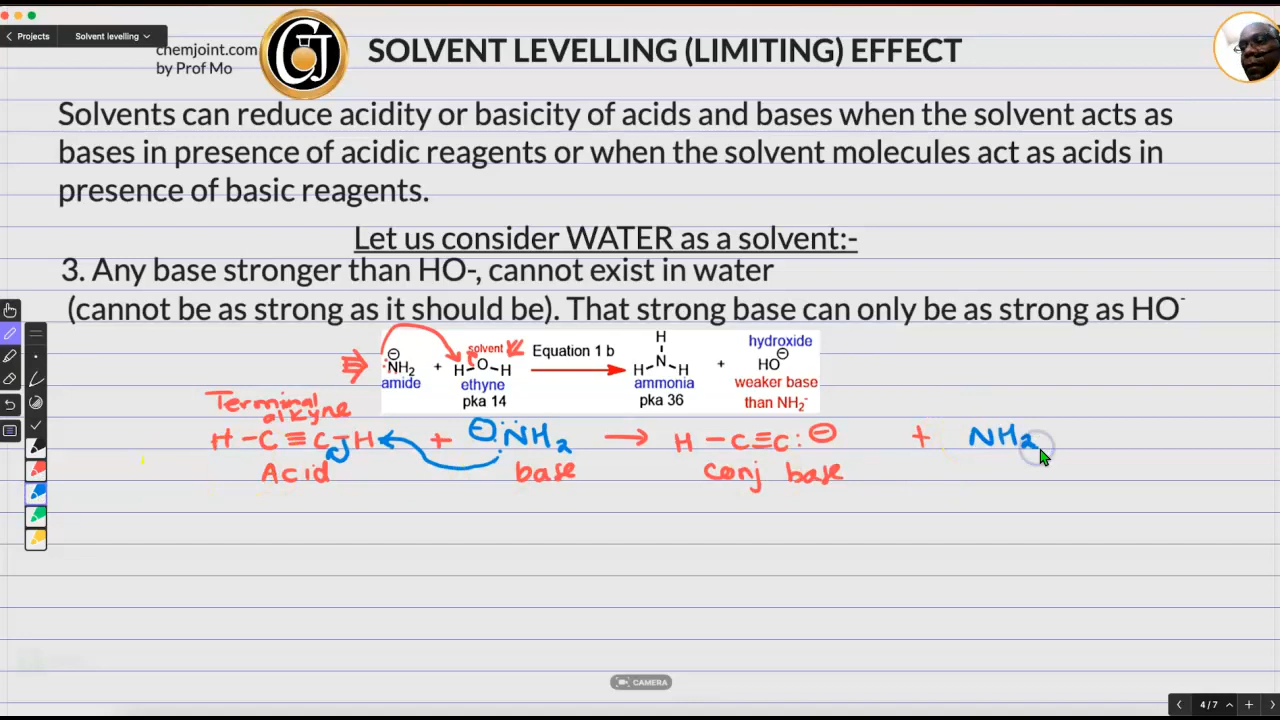 Projects
Solvent levelling
chemjoint.com
by Prof Mo
CJ
SOLVENT LEVELLING (LIMITING) EFFECT
Solvents can reduce acidity or basicity of acids and bases when the solvent acts as
bases in presence of acidic reagents or when the solvent molecules act as acids in
presence of basic reagents.
Let us consider WATER as a solvent:-
3. Any base stronger than HO-, cannot exist in water
(cannot be as strong as it should be). That strong base can only be as strong as HO-
⊖ solvent H hydroxide
:NH2 + H O H Equation 1 b H N H + HO⊖
amide ethyne ammonia weaker base
pka 14 pka 36 than NH2-
Terminal
alkyne
H - C ≡ C H + ⊖ : NH2 → H - C ≡ C : ⊖ + NH2
Acid base conj base
CAMERA
4/7